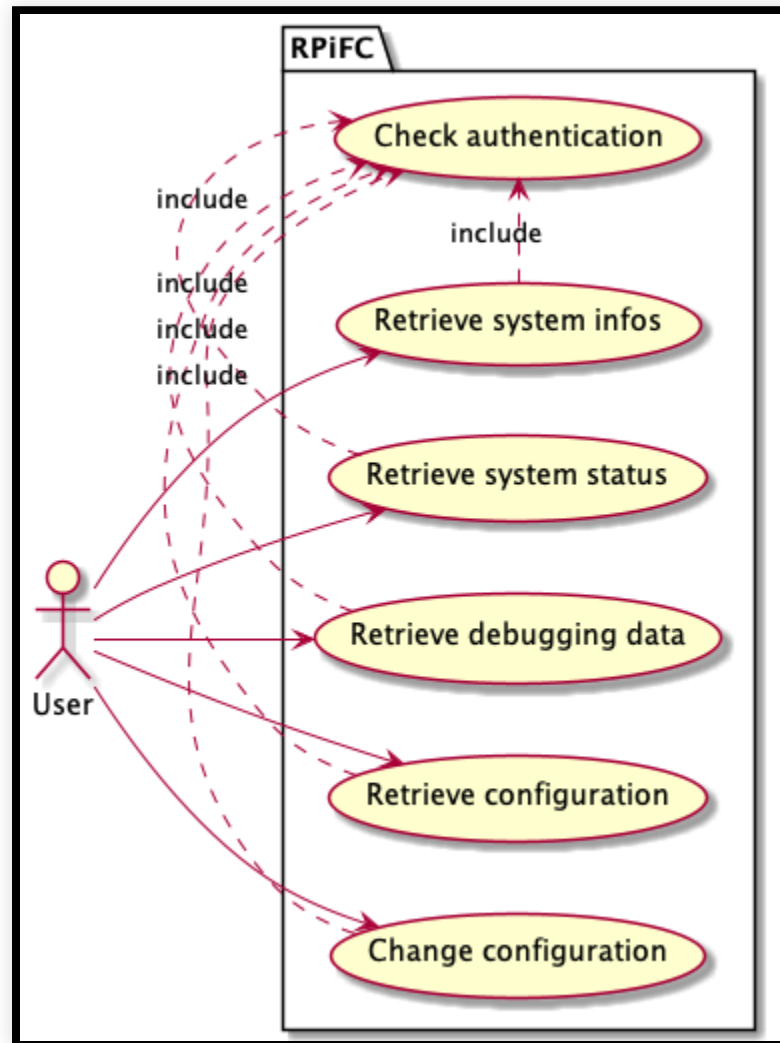 RPiFC
Check authentication
include
include
Retrieve system infos
include
include
include
Retrieve system status
Retrieve debugging data
User
Retrieve configuration
Change configuration